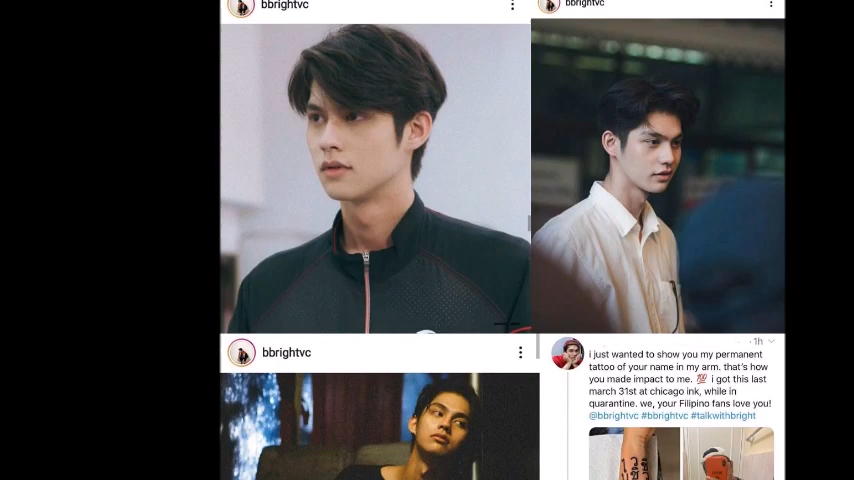 bbrightvc
bbrightvc
bbrightvc
· 1h
i just wanted to show you my permanent
tattoo of your name in my arm. that's how
you made impact to me. 💯 i got this last
march 31st at chicago ink, while in
quarantine. we, your Filipino fans love you!
@bbrightvc #bbrightvc #talkwithbright